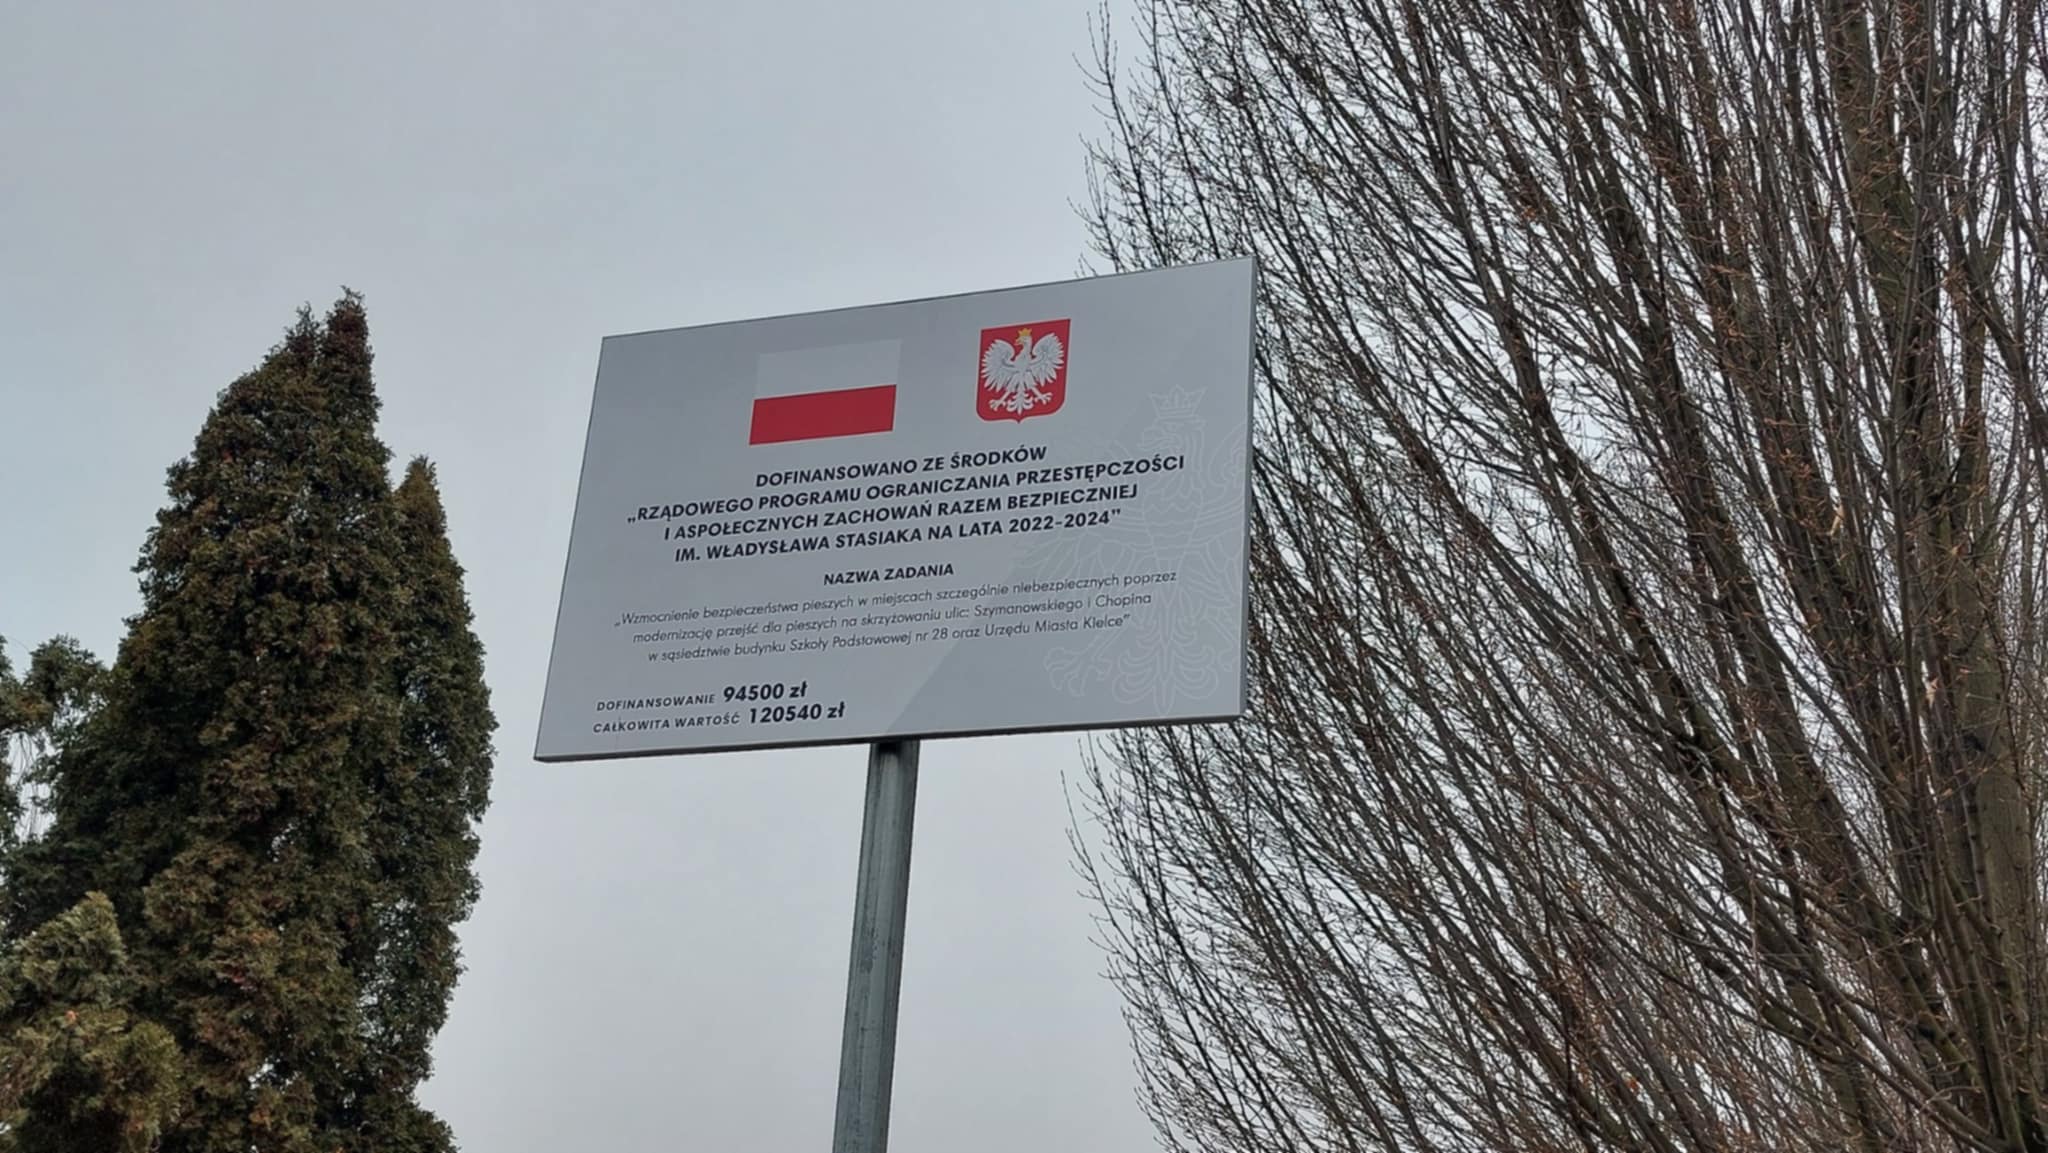 DOFINANSOWANO ZE ŚRODKÓW
„RZĄDOWEGO PROGRAMU OGRANICZANIA PRZESTĘPCZOŚCI
I ASPOŁECZNYCH ZACHOWAŃ RAZEM BEZPIECZNIEJ
IM. WŁADYSŁAWA STASIAKA NA LATA 2022-2024"
NAZWA ZADANIA
„Wzmocnienie bezpieczeństwa pieszych w miejscach szczególnie niebezpiecznych poprzez
modernizację przejść dla pieszych na skrzyżowaniu ulic: Szymanowskiego i Chopina
w sąsiedztwie budynku Szkoły Podstawowej nr 28 oraz Urzędu Miasta Kielce"
DOFINANSOWANIE 94500 zł
CAŁKOWITA WARTOŚĆ 120540 zł